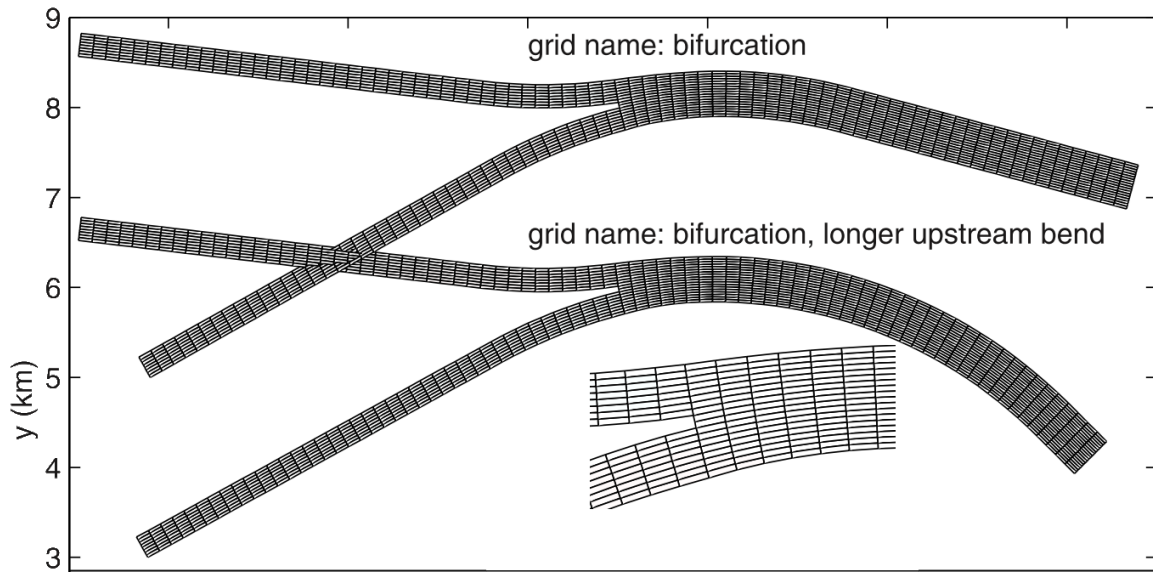 9
grid name: bifurcation
8
7
grid name: bifurcation, longer upstream bend
6
5
y (km)
4
3